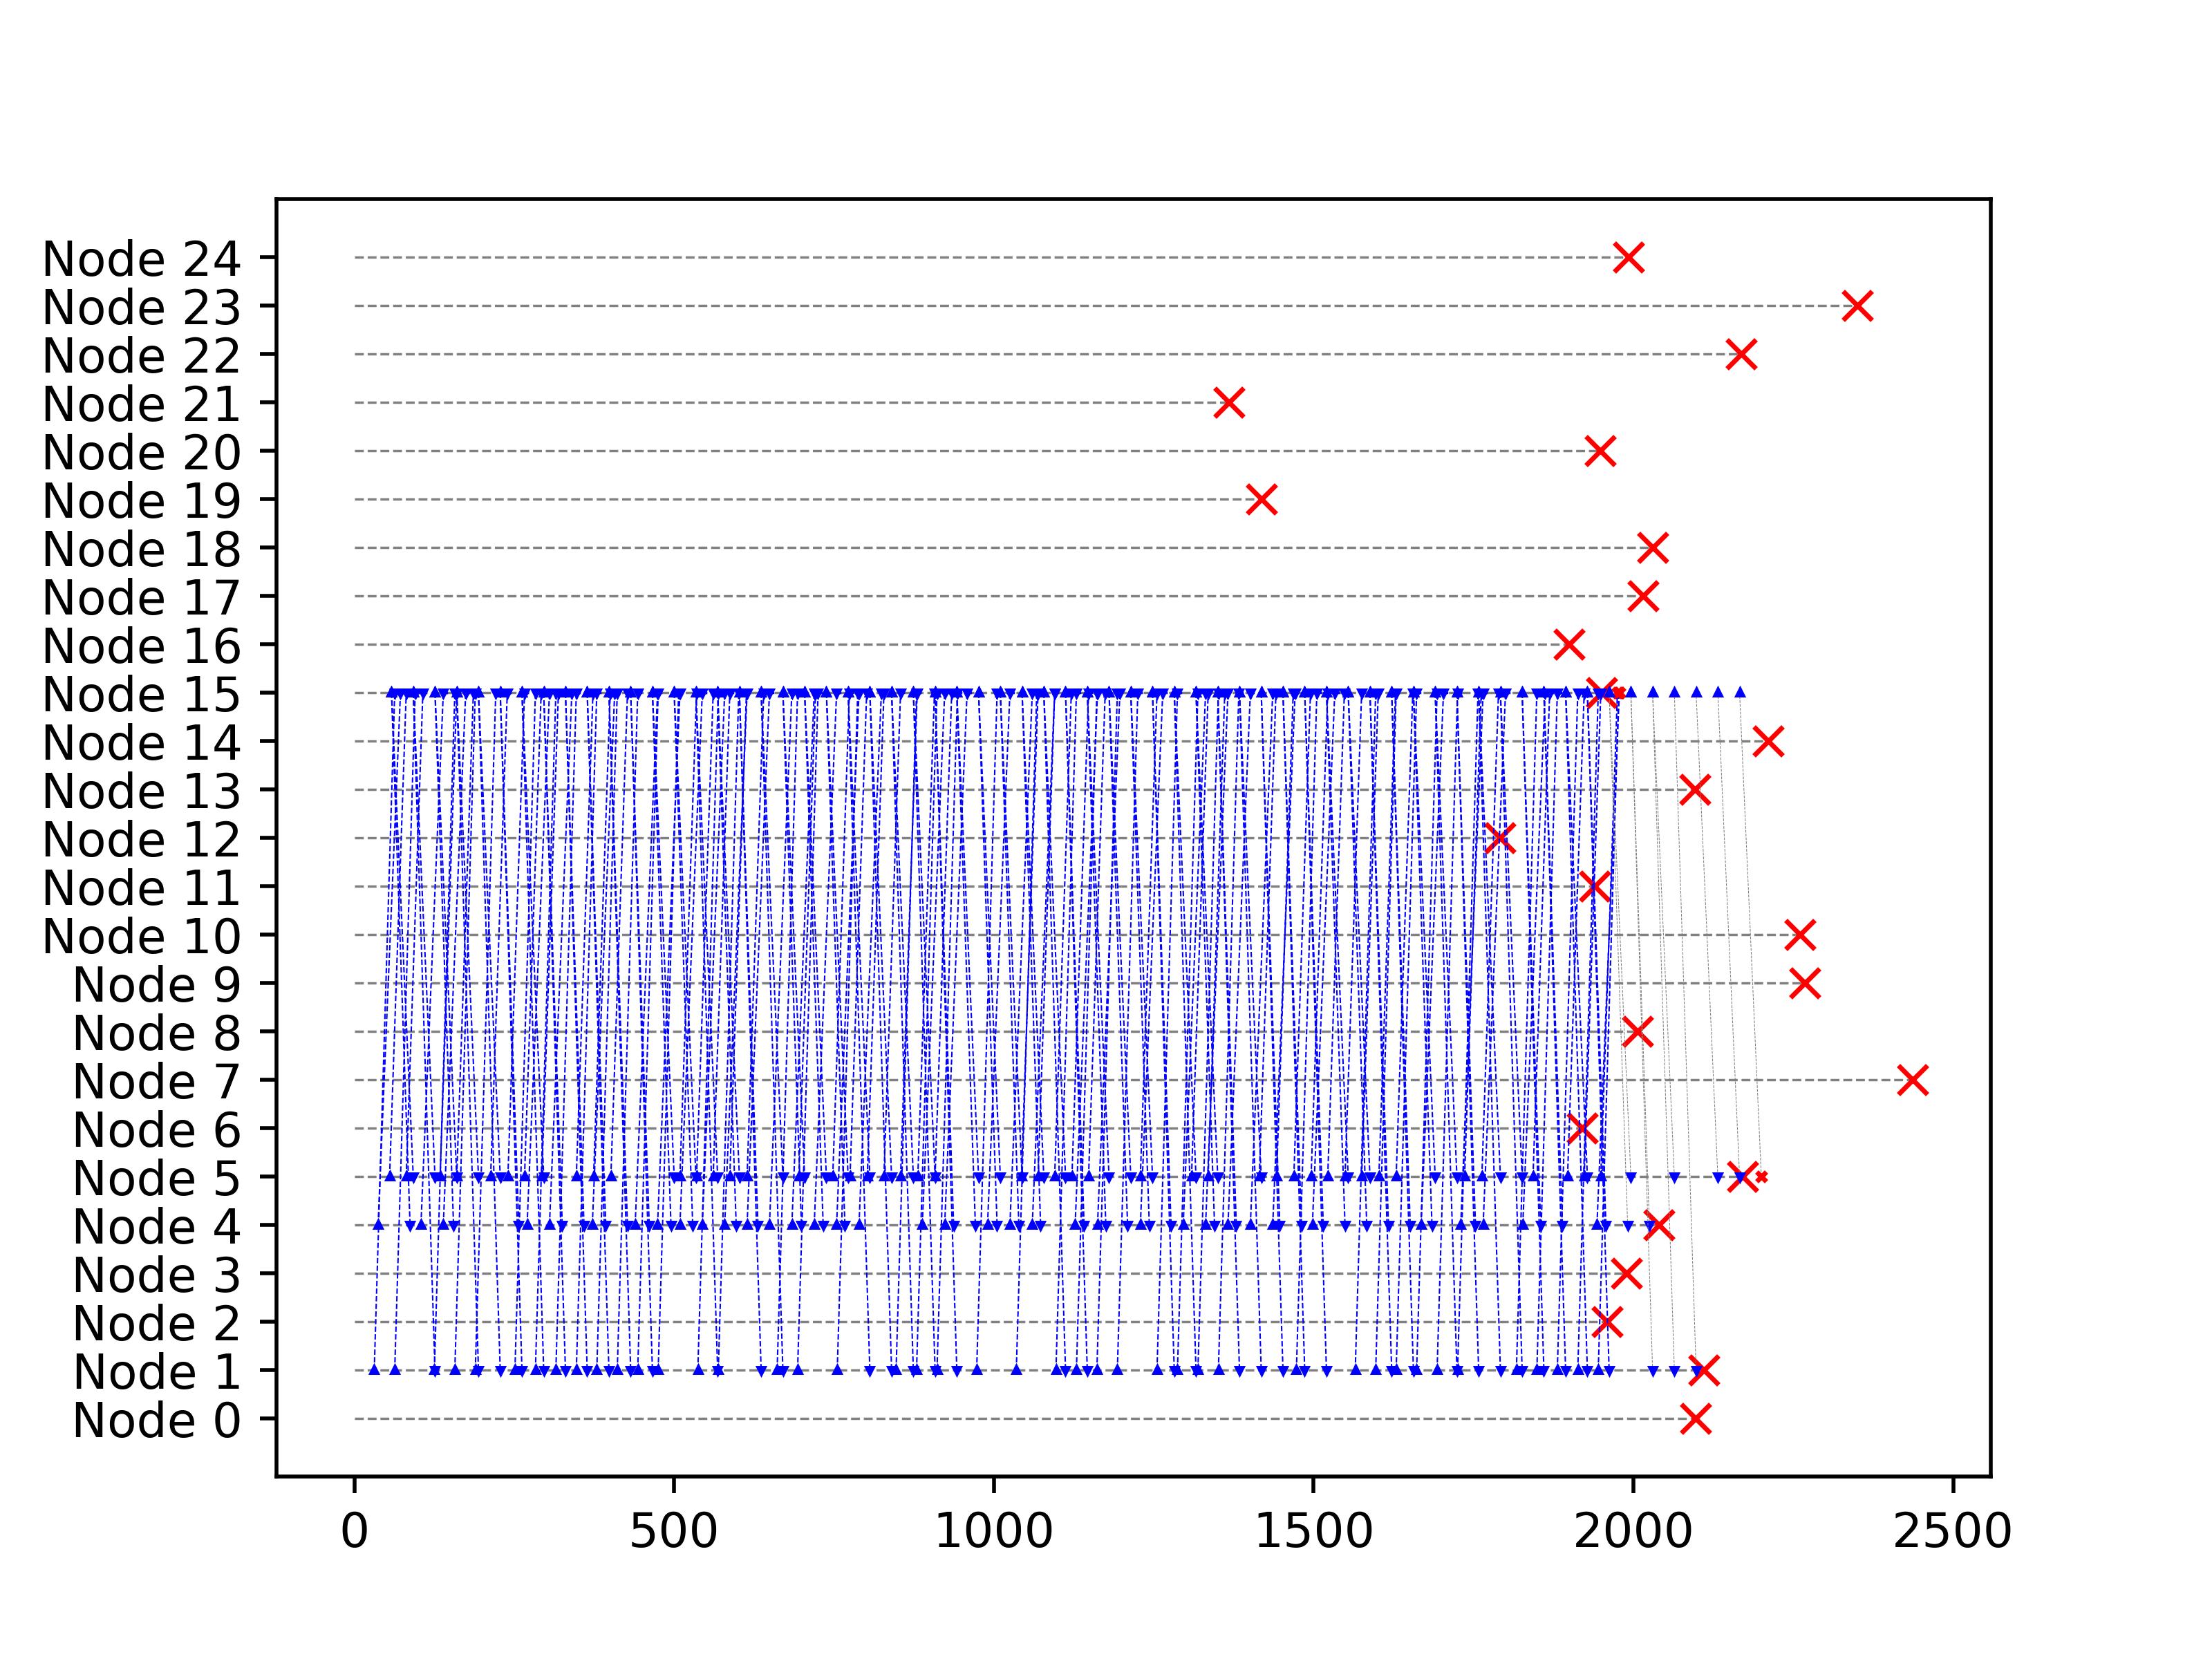 Node 24
Node 23
Node 22
Node 21
Node 20
Node 19
Node 18
Node 17
Node 16
Node 15
Node 14
Node 13
Node 12
Node 11
Node 10
Node 9
Node 8
Node 7
Node 6
Node 5
Node 4
Node 3
Node 2
Node 1
Node 0
0 500 1000 1500 2000 2500